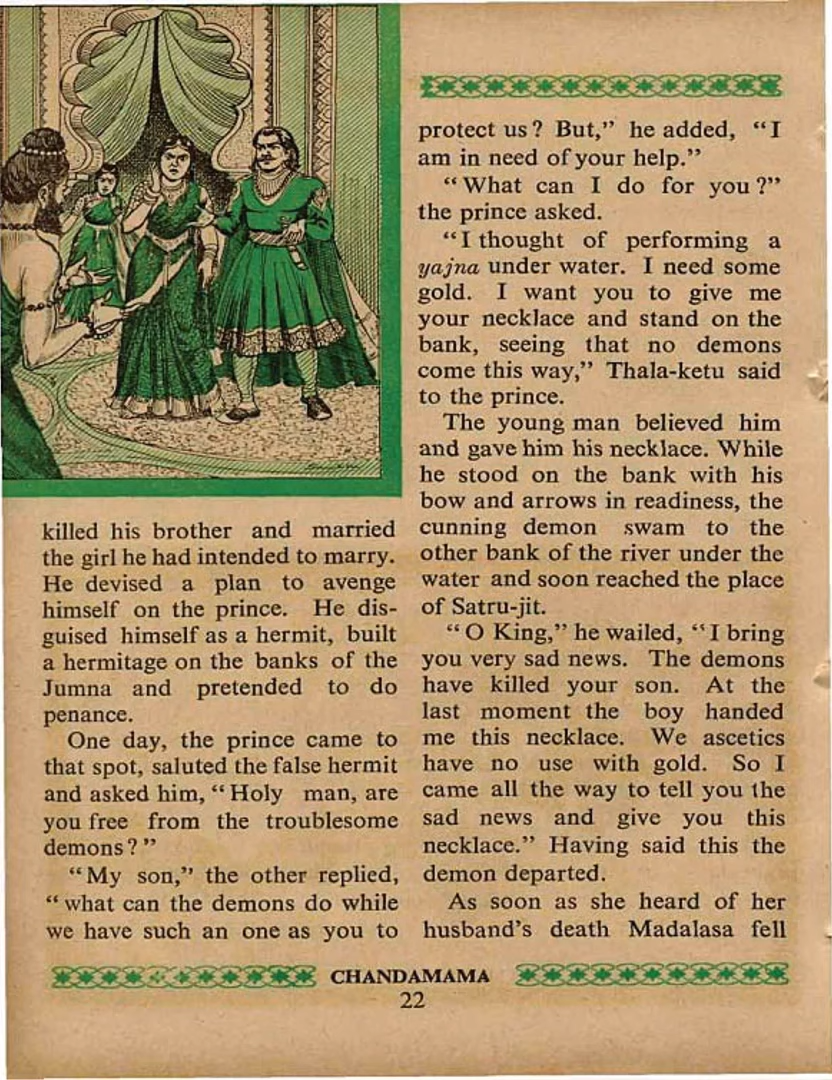 killed his brother and married
the girl he had intended to marry.
He devised a plan to avenge
himself on the prince. He dis-
guised himself as a hermit, built
a hermitage on the banks of the
Jumna and pretended to do
penance.
One day, the prince came to
that spot, saluted the false hermit
and asked him, “Holy man, are
you free from the troublesome
demons?”
“My son,” the other replied,
“what can the demons do while
we have such an one as you to
protect us? But,” he added, “I
am in need of your help.”
“What can I do for you?”
the prince asked.
“I thought of performing a
yajna under water. I need some
gold. I want you to give me
your necklace and stand on the
bank, seeing that no demons
come this way,” Thala-ketu said
to the prince.
The young man believed him
and gave him his necklace. While
he stood on the bank with his
bow and arrows in readiness, the
cunning demon swam to the
other bank of the river under the
water and soon reached the place
of Satru-jit.
“O King,” he wailed, “I bring
you very sad news. The demons
have killed your son. At the
last moment the boy handed
me this necklace. We ascetics
have no use with gold. So I
came all the way to tell you the
sad news and give you this
necklace.” Having said this the
demon departed.
As soon as she heard of her
husband's death Madalasa fell
CHANDAMAMA
22